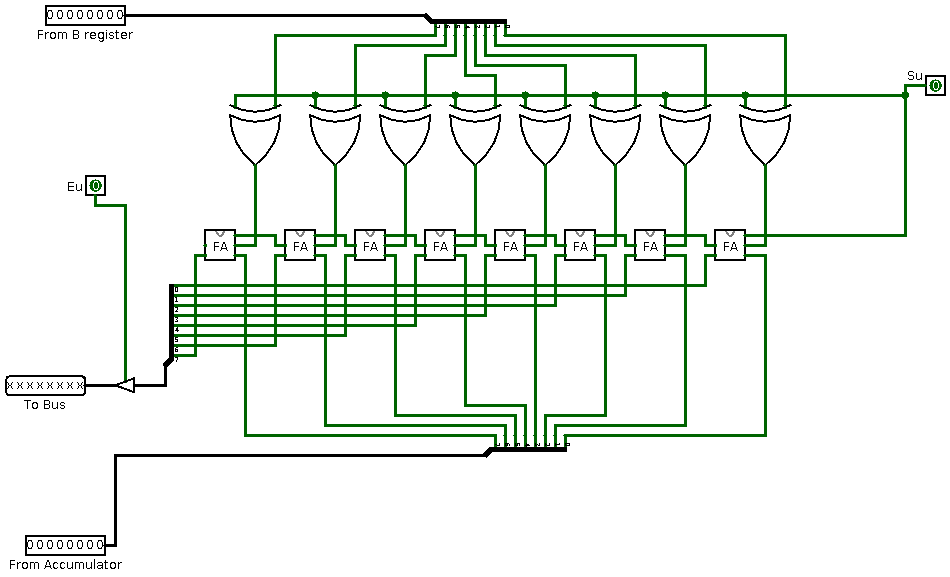 00000000
From B register
Su 0
Eu 0
FA FA FA FA FA FA FA FA
0
1
2
3
4
5
6
7
xxxxxxxx
To Bus
00000000
From Accumulator